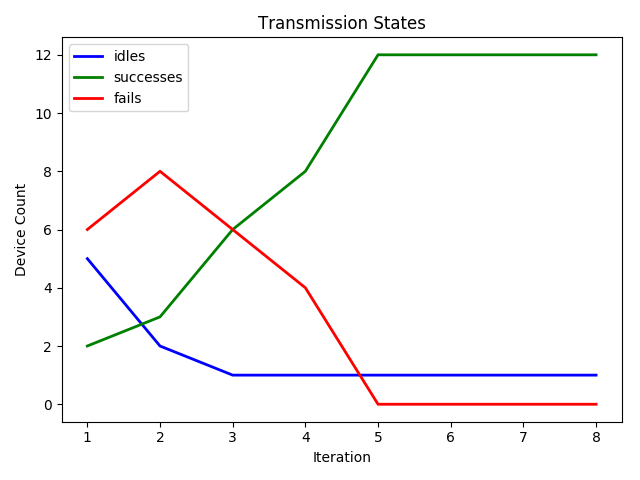 Transmission States
idles
successes
fails
Device Count
12
10
8
6
4
2
0
1 2 3 4 5 6 7 8
Iteration